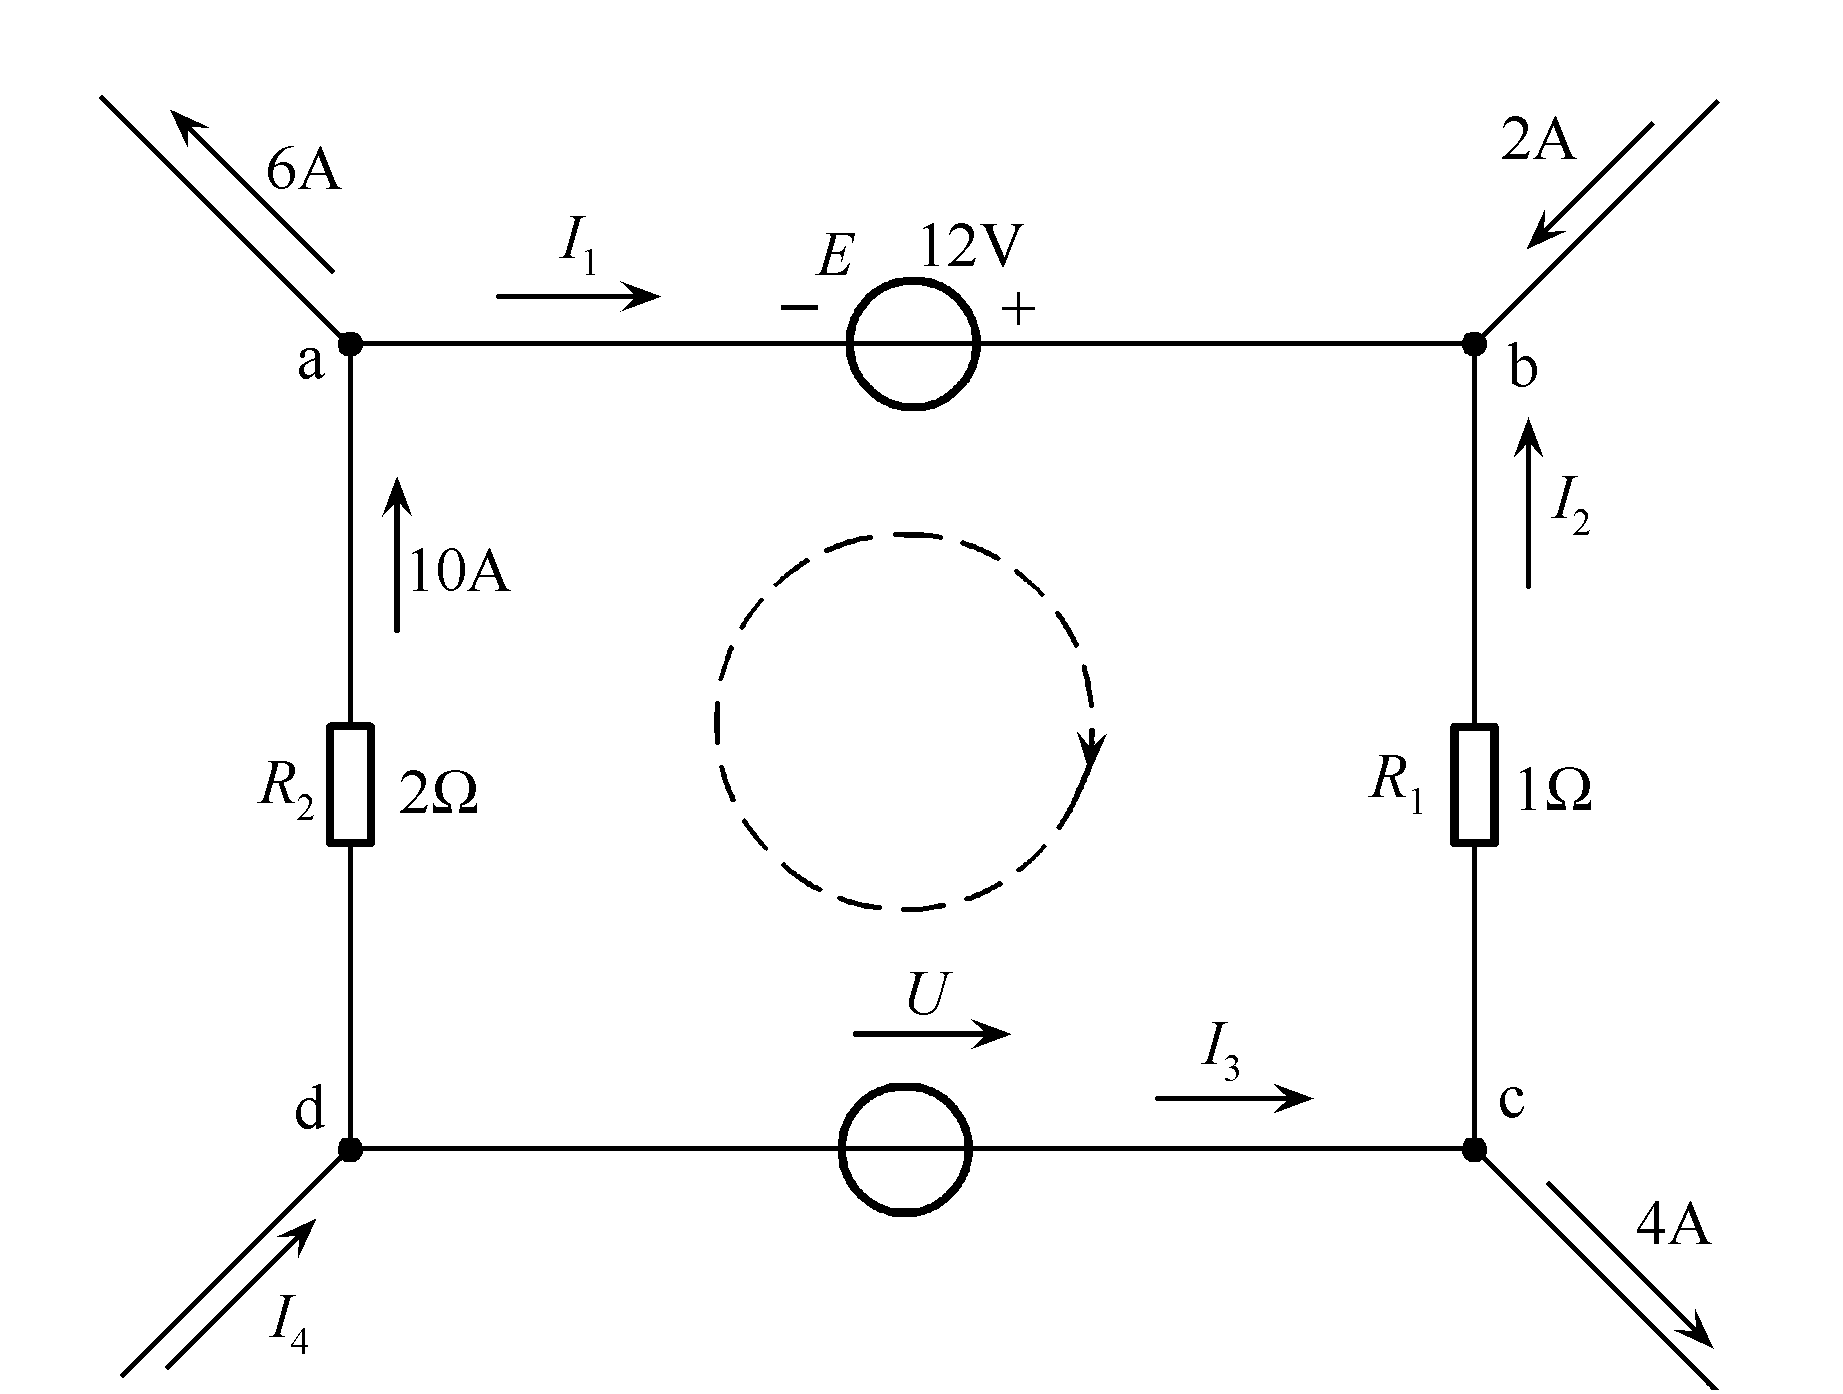 6A
2A
I₁
E 12V
− +
a
b
10A
I₂
R₂ 2Ω
R₁ 1Ω
U
I₃
d
c
I₄
4A